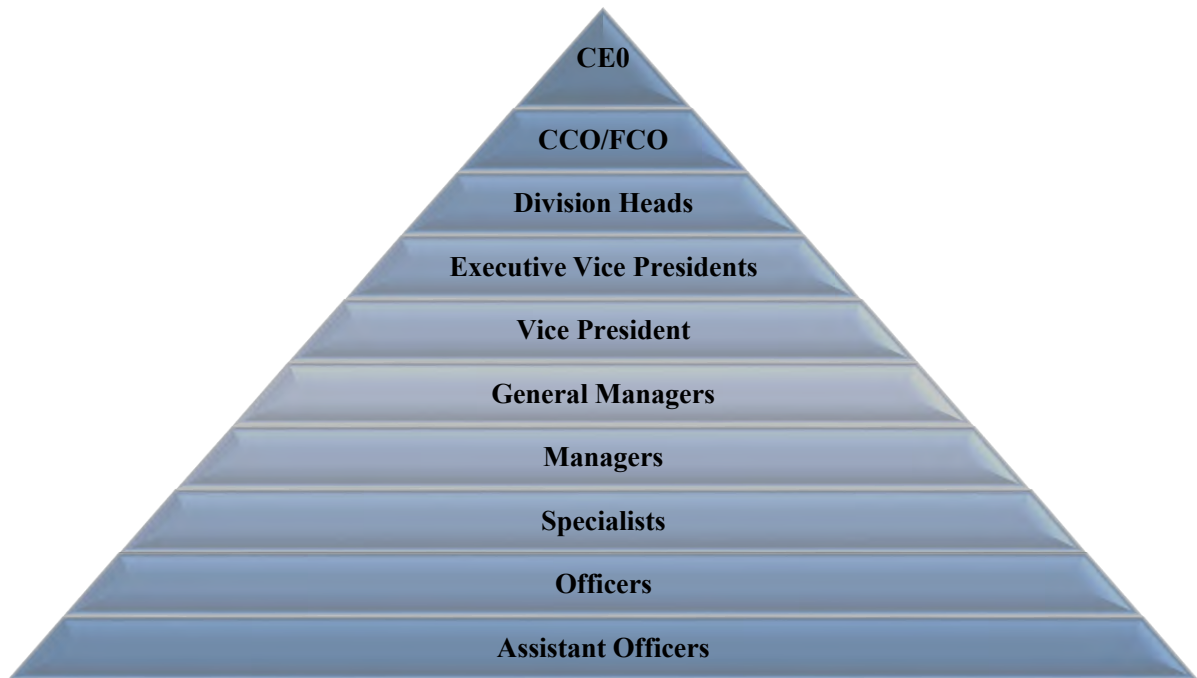 CE0
CCO/FCO
Division Heads
Executive Vice Presidents
Vice President
General Managers
Managers
Specialists
Officers
Assistant Officers